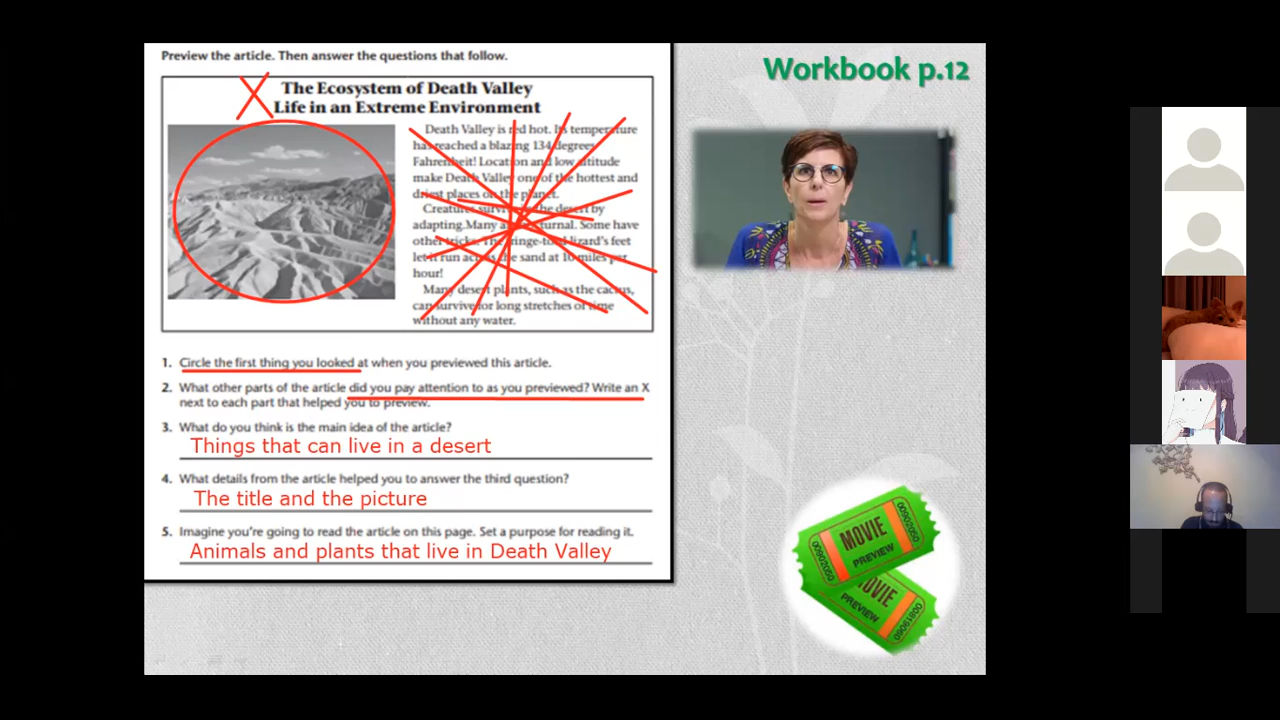 Preview the article. Then answer the questions that follow.
Workbook p.12
The Ecosystem of Death Valley
Life in an Extreme Environment
Death Valley is red hot. Its temperature
has reached a blazing 134 degrees
Fahrenheit! Location and low altitude
make Death Valley one of the hottest and
driest places on the planet.
Creatures survive in the desert by
adapting.Many are nocturnal. Some have
other tricks. The fringe-toed lizard's feet
let it run across the sand at 10 miles per
hour!
Many desert plants, such as the cactus,
can survive for long stretches of time
without any water.
1. Circle the first thing you looked at when you previewed this article.
2. What other parts of the article did you pay attention to as you previewed? Write an X
next to each part that helped you to preview.
3. What do you think is the main idea of the article?
Things that can live in a desert
4. What details from the article helped you to answer the third question?
The title and the picture
5. Imagine you're going to read the article on this page. Set a purpose for reading it.
Animals and plants that live in Death Valley
MOVIE
PREVIEW
00902050
00902050
MOVIE
PREVIEW